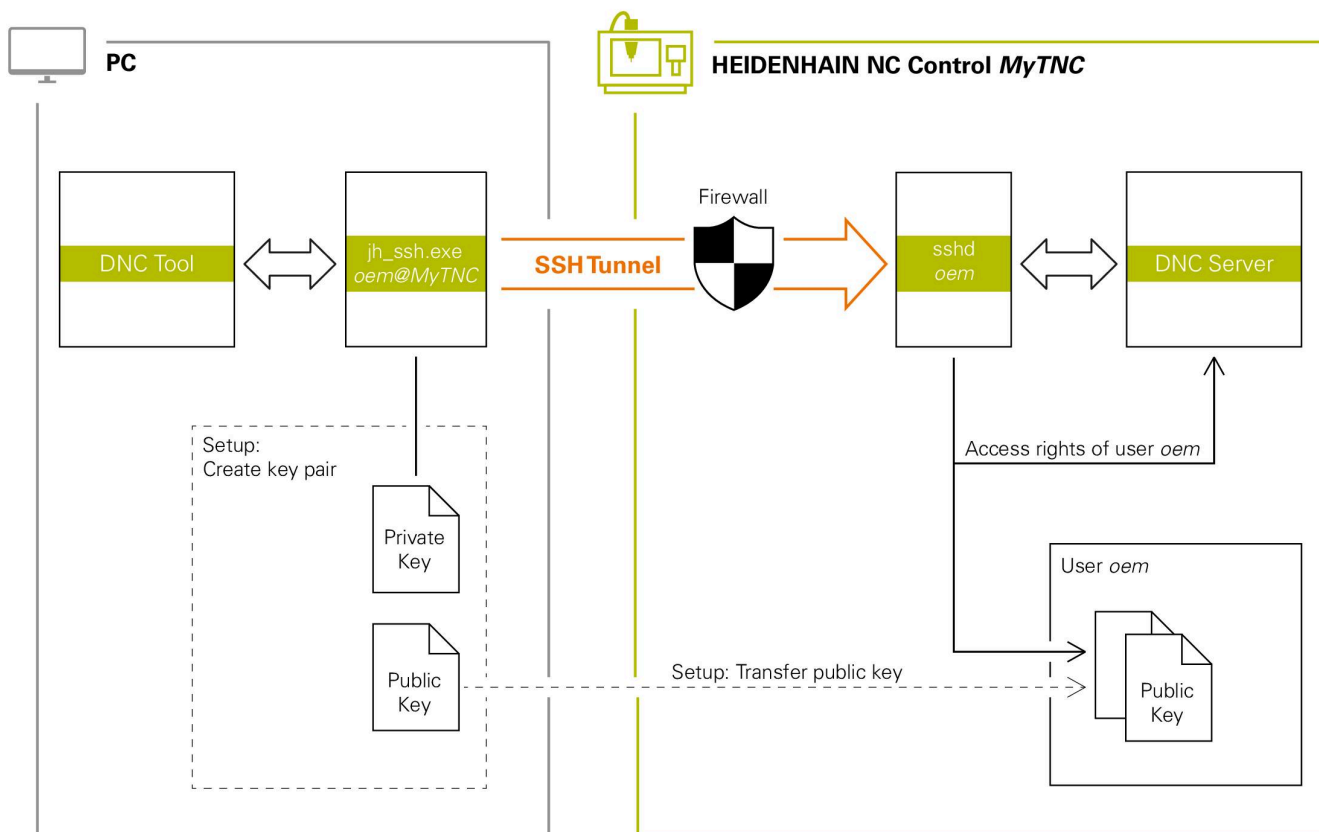 PC
HEIDENHAIN NC Control MyTNC
DNC Tool
jh_ssh.exe
oem@MyTNC
SSH Tunnel
Firewall
sshd
oem
DNC Server
Setup:
Create key pair
Private
Key
Public
Key
Access rights of user oem
User oem
Setup: Transfer public key
Public
Key